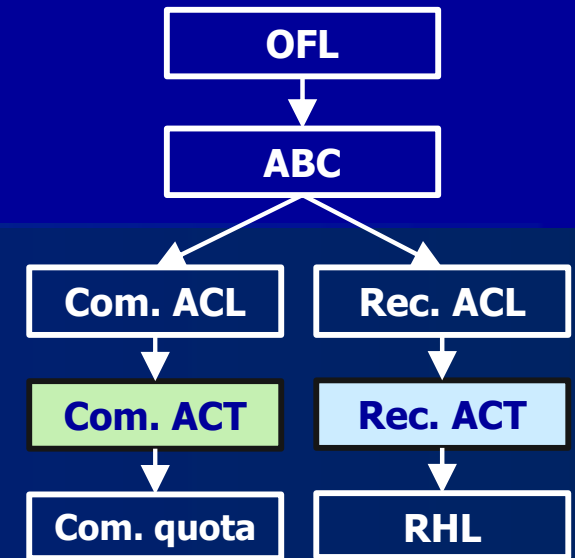 OFL
ABC
Com. ACL
Rec. ACL
Com. ACT
Rec. ACT
Com. quota
RHL